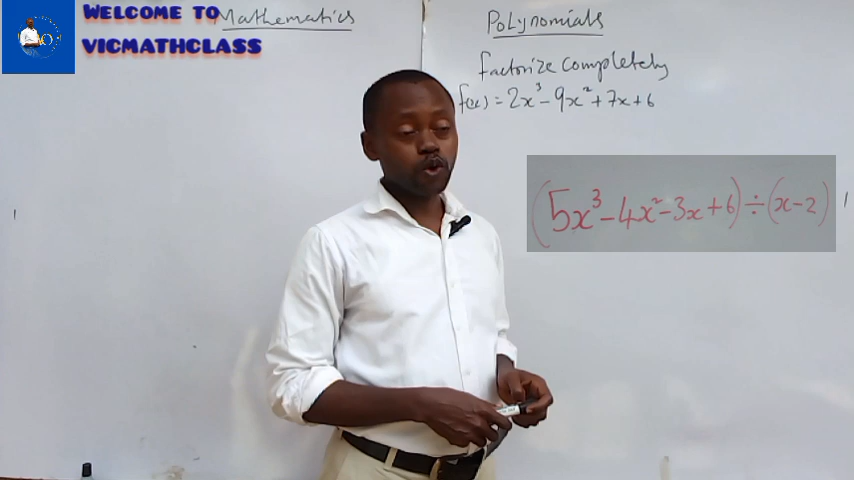 WELCOME TO
VICMATHCLASS
Mathematics
Polynomials
factorize completely
f(x) = 2x³ - 9x² + 7x + 6
(5x³ - 4x² - 3x + 6) ÷ (x - 2)